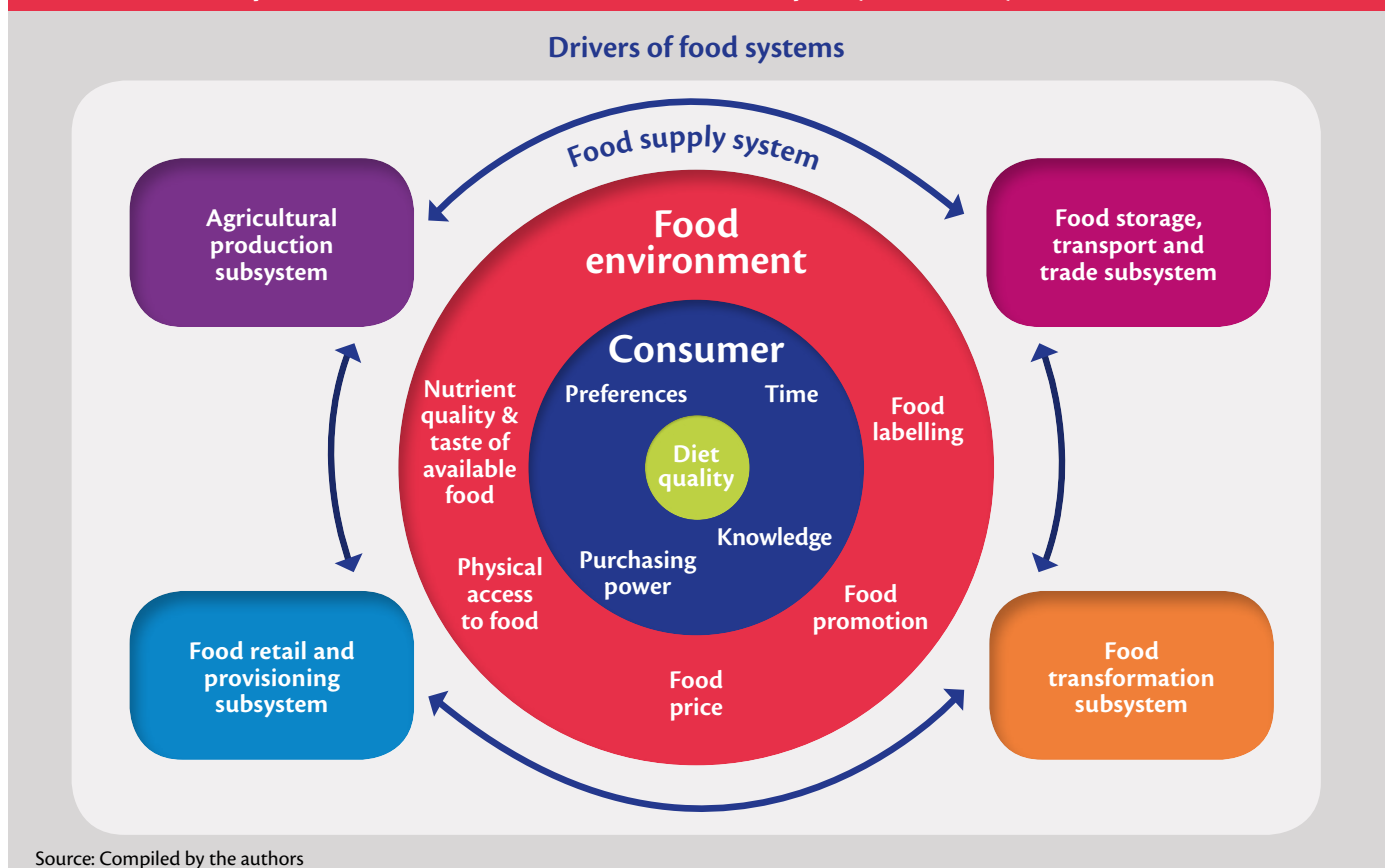 Drivers of food systems
Food supply system
Agricultural
production
subsystem
Food storage,
transport and
trade subsystem
Food
environment
Consumer
Preferences
Time
Nutrient
quality &
taste of
available
food
Food
labelling
Diet
quality
Knowledge
Purchasing
power
Physical
access
to food
Food
promotion
Food
price
Food retail and
provisioning
subsystem
Food
transformation
subsystem
Source: Compiled by the authors